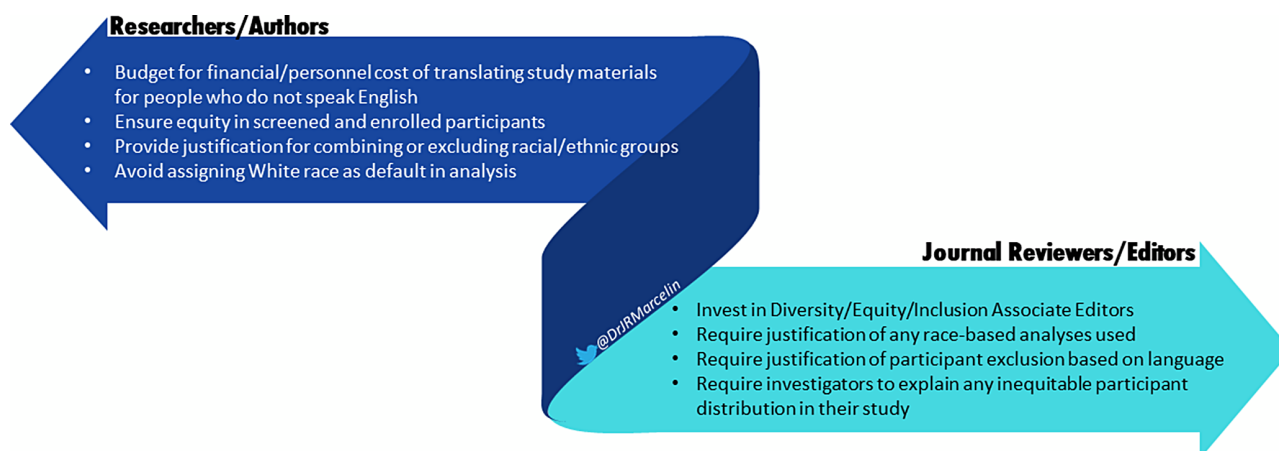 Researchers/Authors
• Budget for financial/personnel cost of translating study materials
for people who do not speak English
• Ensure equity in screened and enrolled participants
• Provide justification for combining or excluding racial/ethnic groups
• Avoid assigning White race as default in analysis
@DrJRMarcelin
Journal Reviewers/Editors
• Invest in Diversity/Equity/Inclusion Associate Editors
• Require justification of any race-based analyses used
• Require justification of participant exclusion based on language
• Require investigators to explain any inequitable participant
distribution in their study